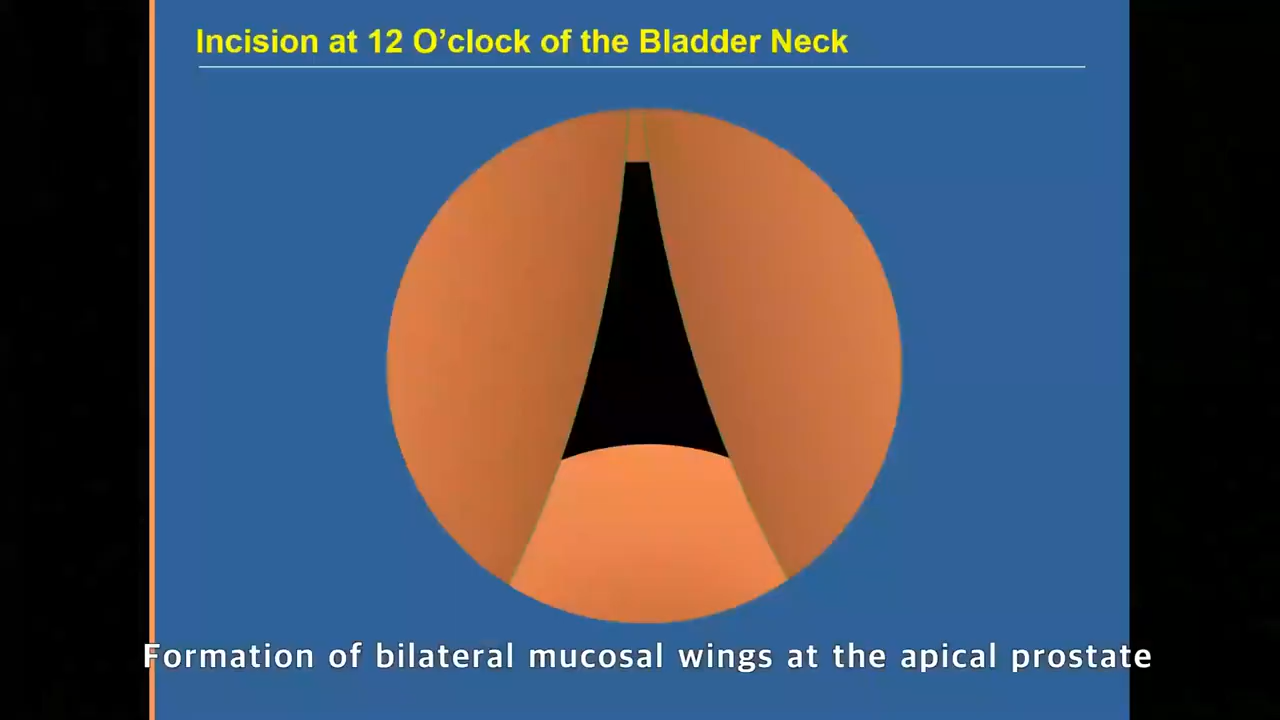 Incision at 12 O’clock of the Bladder Neck
Formation of bilateral mucosal wings at the apical prostate